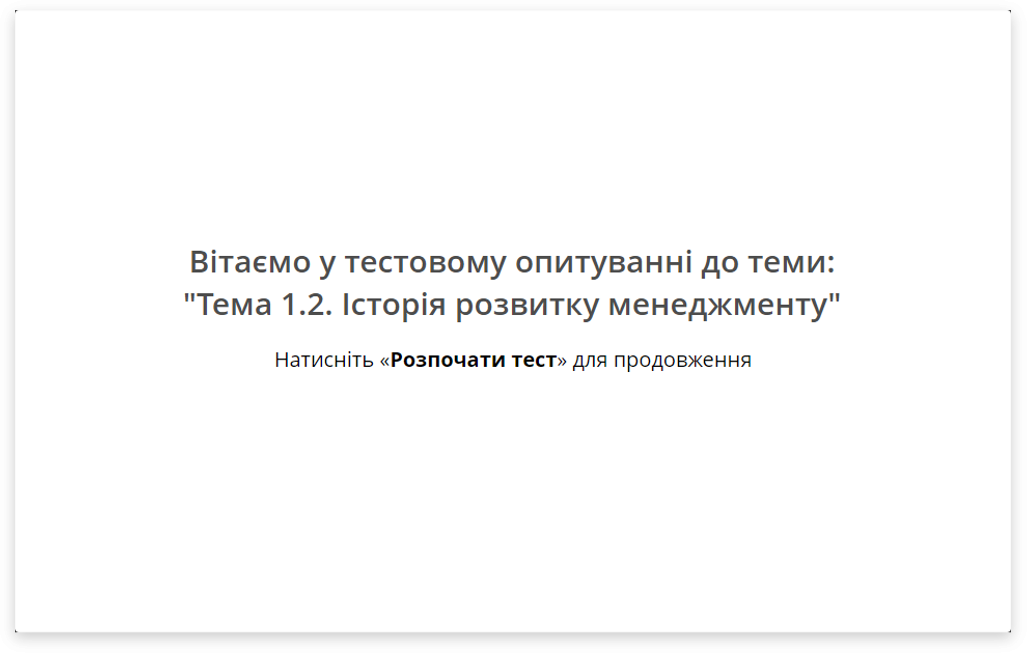 Вітаємо у тестовому опитуванні до теми:
"Тема 1.2. Історія розвитку менеджменту"
Натисніть «Розпочати тест» для продовження